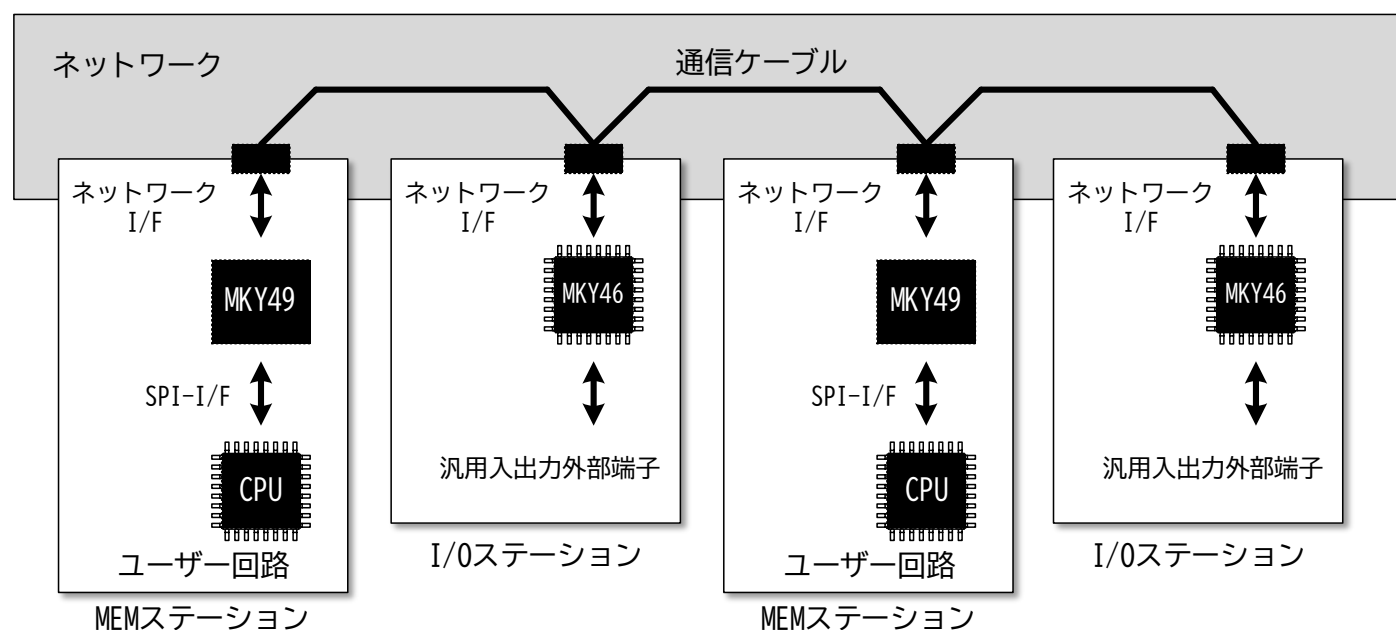 ネットワーク
通信ケーブル
ネットワーク
I/F
MKY49
SPI-I/F
CPU
ユーザー回路
MEMステーション
ネットワーク
I/F
MKY46
汎用入出力外部端子
I/Oステーション
ネットワーク
I/F
MKY49
SPI-I/F
CPU
ユーザー回路
MEMステーション
ネットワーク
I/F
MKY46
汎用入出力外部端子
I/Oステーション